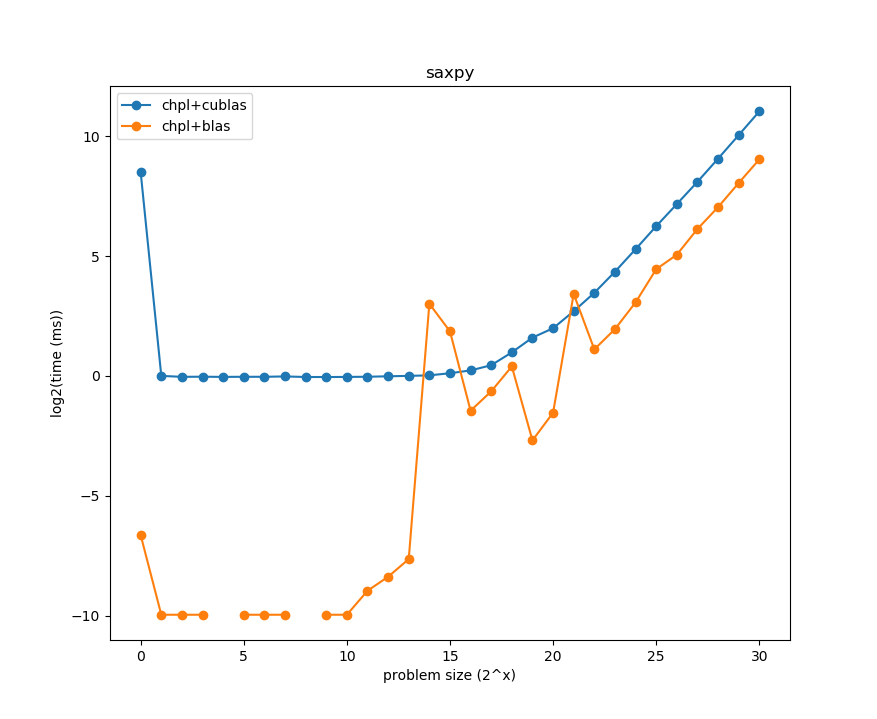 saxpy
chpl+cublas
chpl+blas
log2(time (ms))
10
5
0
−5
−10
0 5 10 15 20 25 30
problem size (2^x)